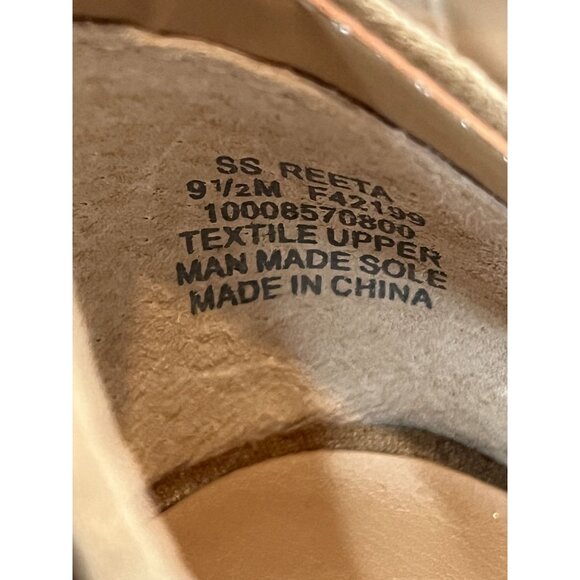 SS REETA
9 1/2M F42199
10008570800
TEXTILE UPPER
MAN MADE SOLE
MADE IN CHINA